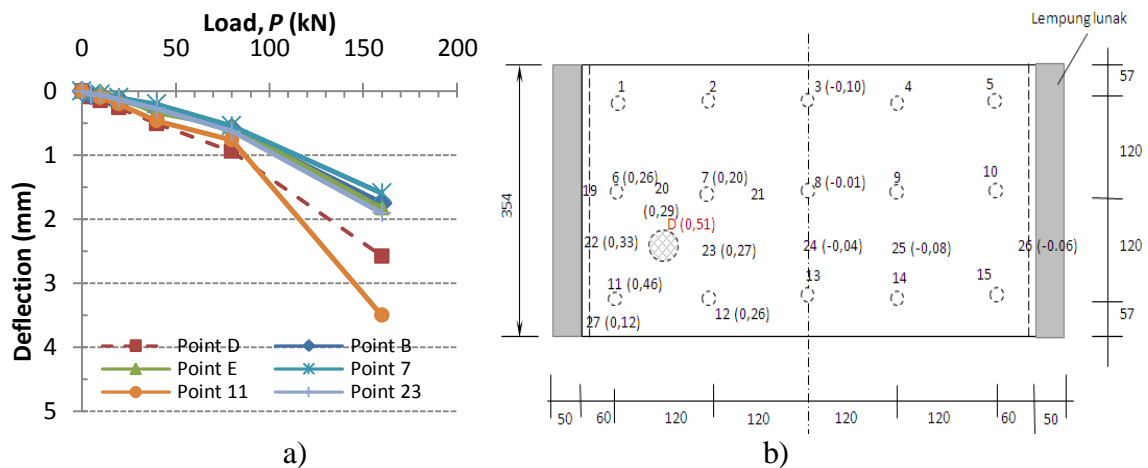 Load, P (kN)
0 50 100 150 200
0
1
2
3
4
5
Deflection (mm)
Point D
Point B
Point E
Point 7
Point 11
Point 23
a)
Lempung lunak
1 2 3 (-0,10) 4 5
6 (0,26) 7 (0,20) 8 (-0.01) 9 10
19 20 21
(0,29)
D (0,51)
22 (0,33) 23 (0,27) 24 (-0,04) 25 (-0,08) 26 (-0.06)
11 (0,46) 13 14 15
12 (0,26)
27 (0,12)
354
57
120
120
57
50 60 120 120 120 120 60 50
b)